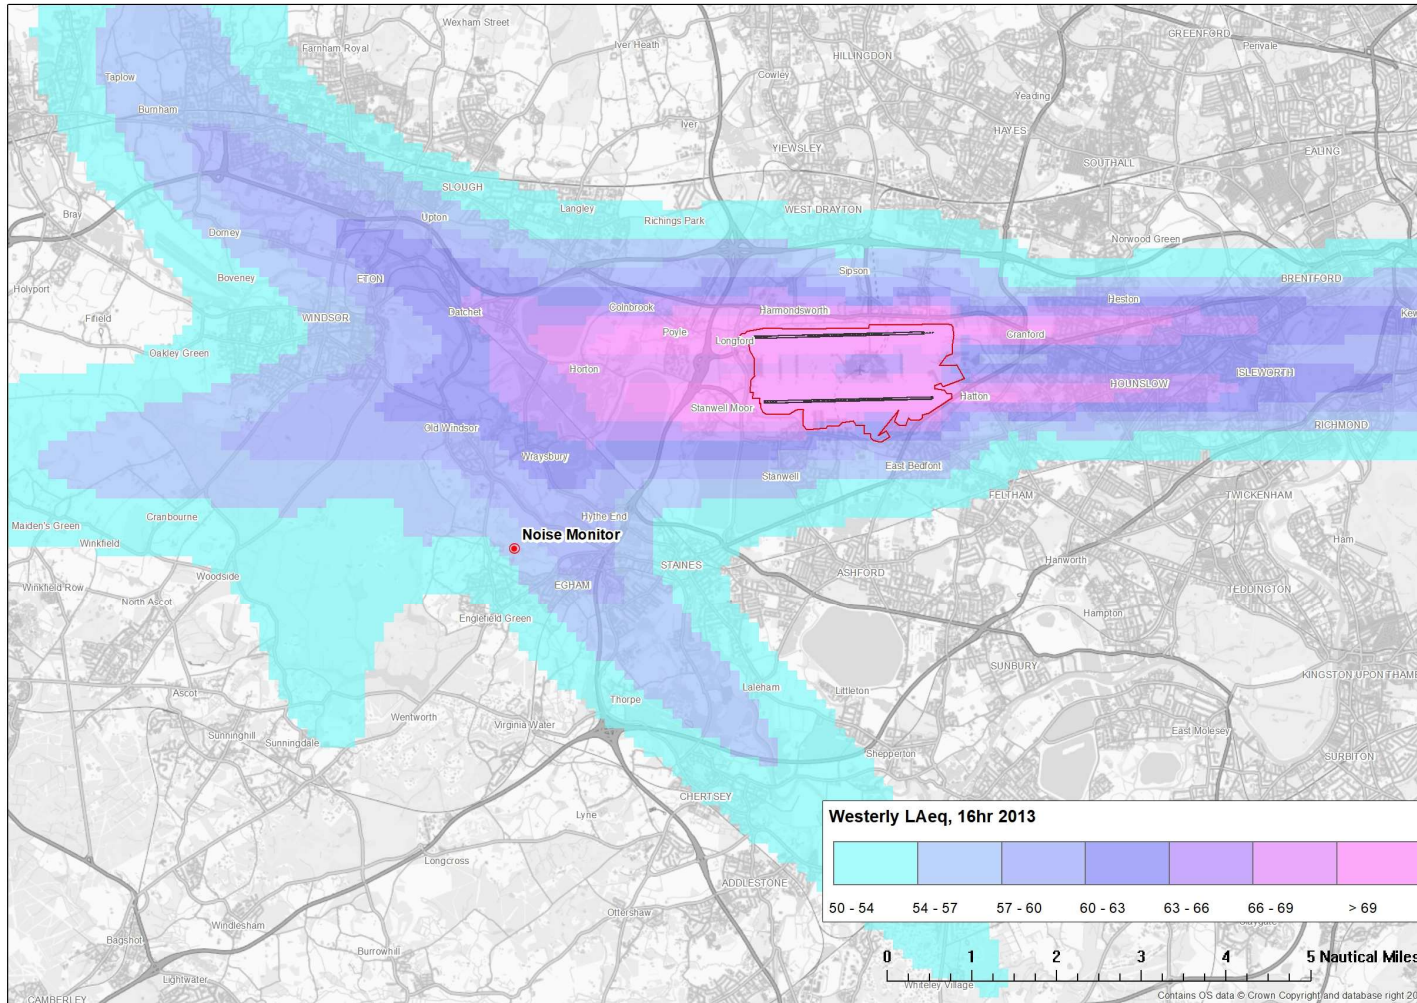 Wexham Street
GREENFORD
Farnham Royal
Iver Heath
HILLINGDON
Perivale
Taplow
Cowley
Burnham
Yeading
Iver
HAYES
YIEWSLEY
EALING
SOUTHALL
SLOUGH
Langley
WEST DRAYTON
Bray
Upton
Richings Park
Dorney
Norwood Green
Boveney
ETON
Sipson
BRENTFORD
Holyport
Heston
Fifield
WINDSOR
Datchet
Colnbrook
Harmondsworth
Kew
Poyle
Longford
Cranford
Oakley Green
Horton
ISLEWORTH
HOUNSLOW
Stanwell Moor
Hatton
Old Windsor
RICHMOND
Wraysbury
East Bedfont
Stanwell
FELTHAM
TWICKENHAM
Cranbourne
Hythe End
Maiden's Green
Noise Monitor
Ham
Winkfield
Hanworth
STAINES
ASHFORD
Woodside
EGHAM
TEDDINGTON
Winkfield Row
North Ascot
Hampton
Englefield Green
SUNBURY
KINGSTON UPON THAME
Ascot
Laleham
Littleton
Thorpe
Wentworth
Virginia Water
East Molesey
Sunninghill
Sunningdale
Shepperton
SURBITON
CHERTSEY
Lyne
Westerly LAeq, 16hr 2013
Longcross
ADDLESTONE
50 - 54 54 - 57 57 - 60 60 - 63 63 - 66 66 - 69 > 69
Ottershaw
Windlesham
Bagshot
Burrowhill
0 1 2 3 4 5 Nautical Miles
Lightwater
Whiteley Village
CAMBERLEY
Contains OS data © Crown Copyright and database right 20